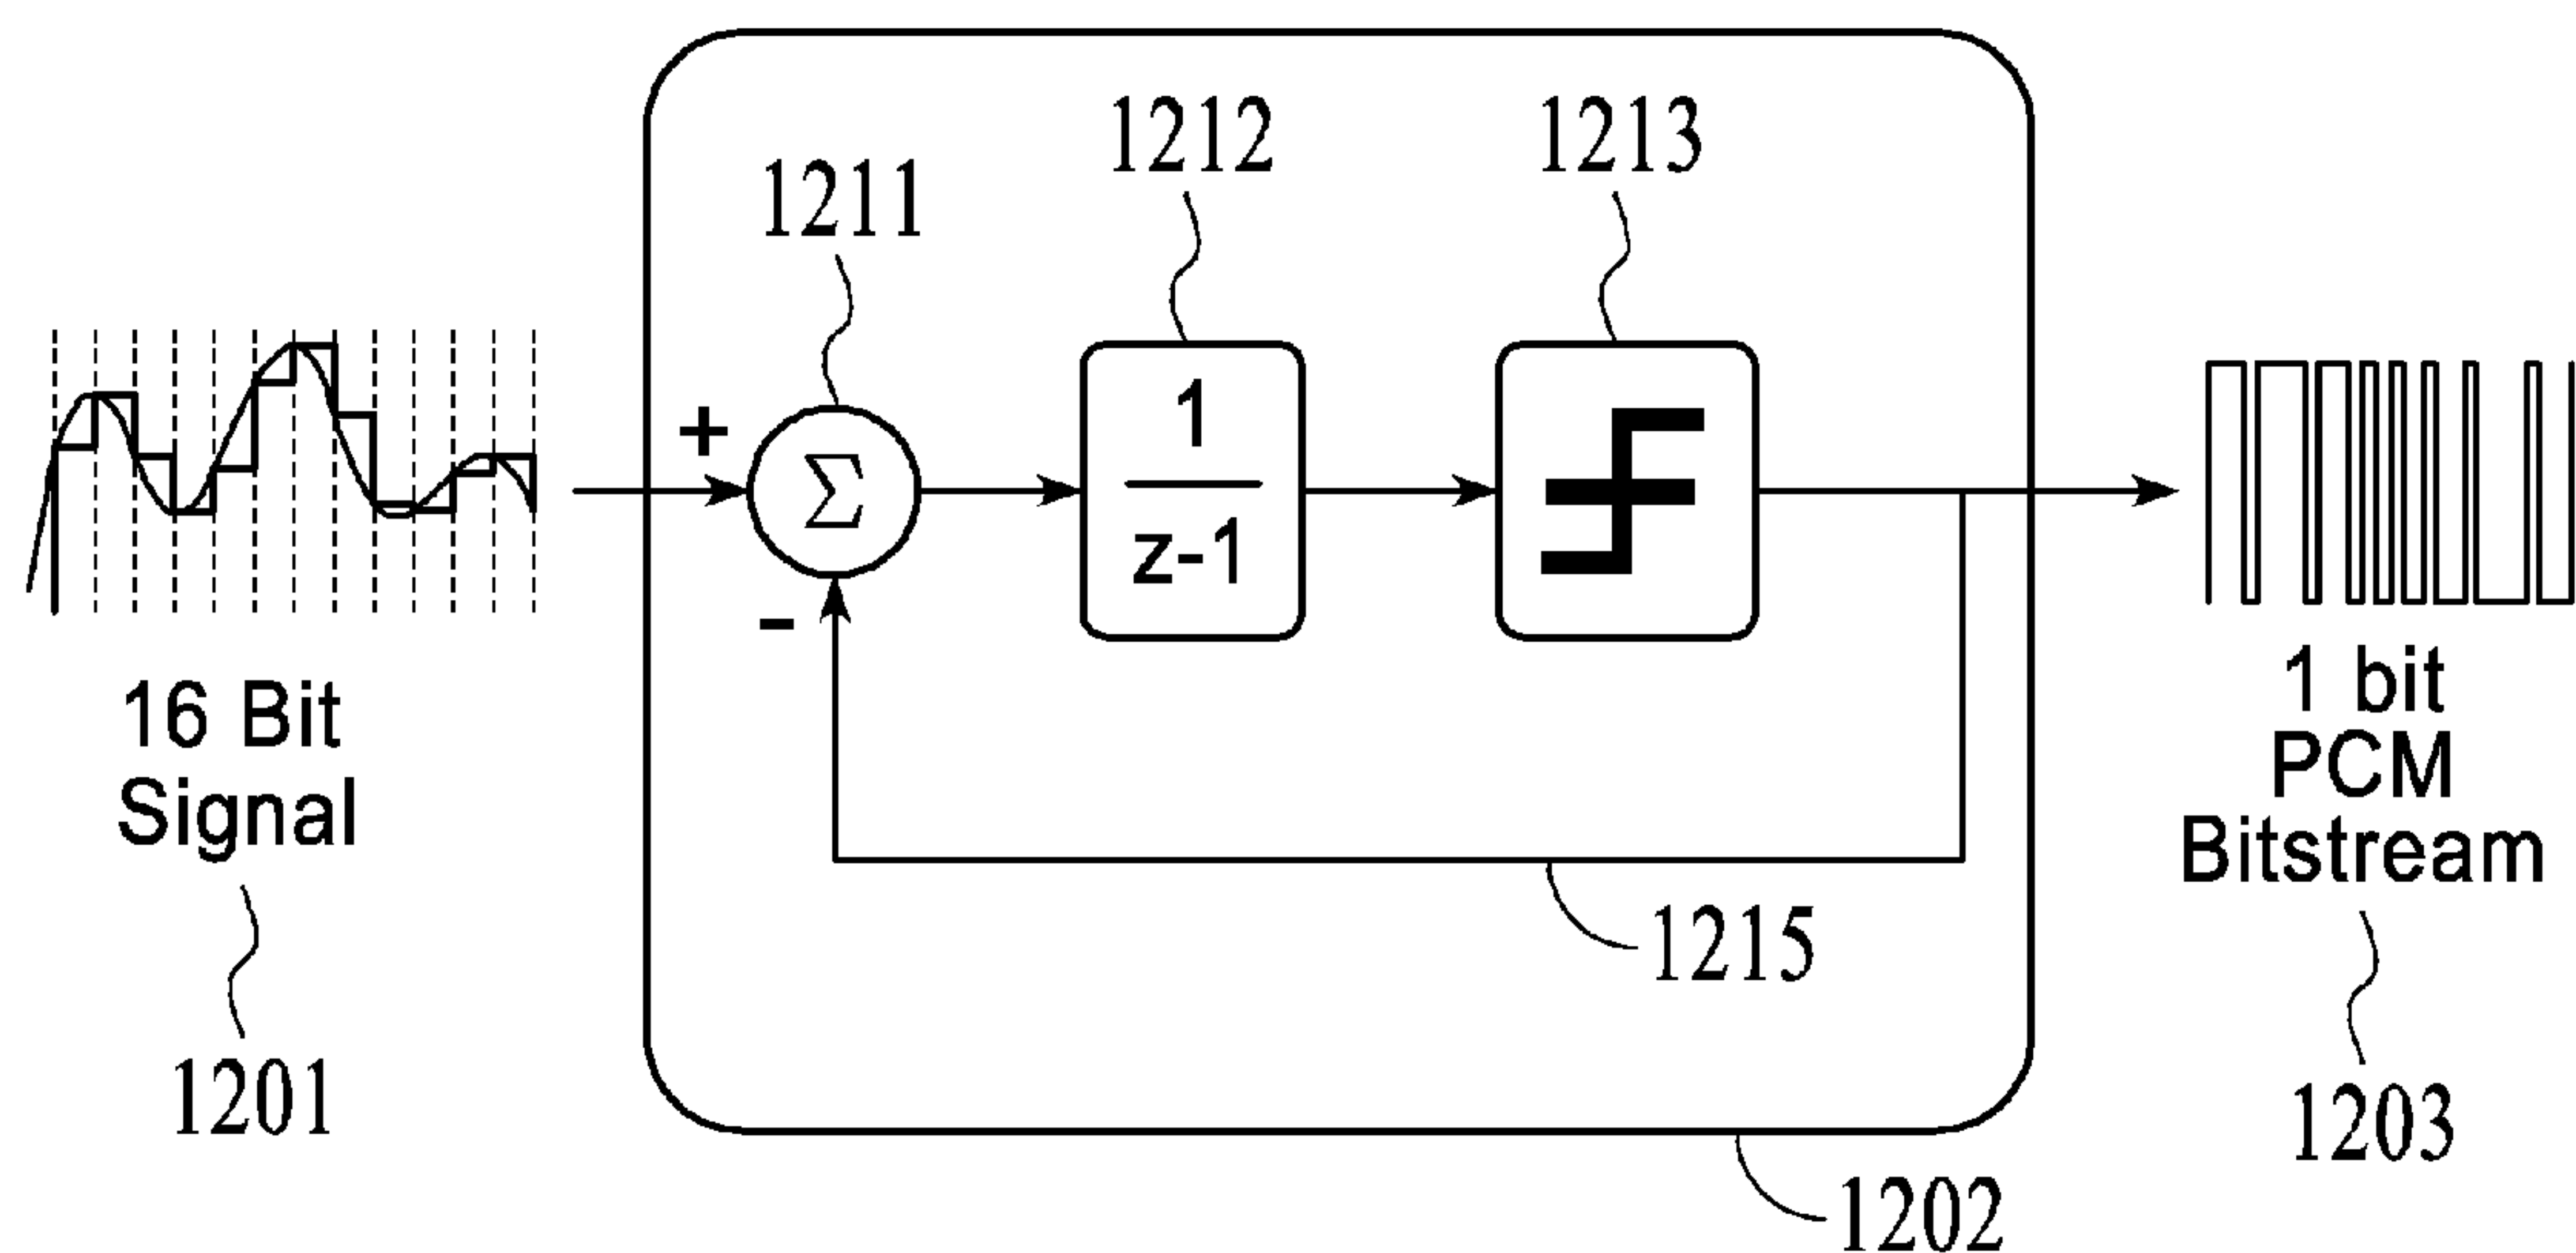 1211
1212
1213
+
Σ
-
1
z-1
16 Bit
Signal
1201
1215
1 bit
PCM
Bitstream
1203
1202